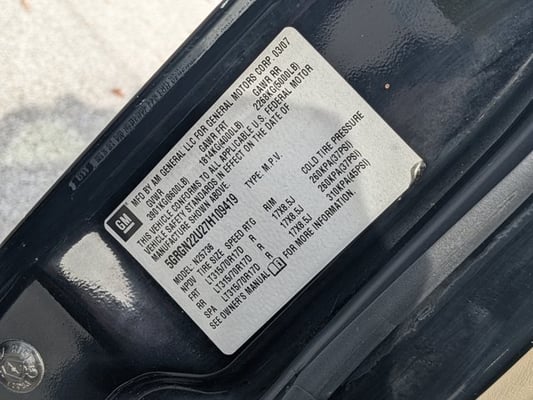 GM
MFG BY AM GENERAL LLC FOR GENERAL MOTORS CORP. 03/07
GVWR GAWR FRT GAWR RR
3901KG(8600LB) 1814KG(4000LB) 2268KG(5000LB)
THIS VEHICLE CONFORMS TO ALL APPLICABLE U.S. FEDERAL MOTOR
VEHICLE SAFETY STANDARDS IN EFFECT ON THE DATE OF
MANUFACTURE SHOWN ABOVE.
5GRGN22U27H109419 TYPE: M.P.V.
MODEL: N25736
NPDV TIRE SIZE SPEED RTG RIM COLD TIRE PRESSURE
FRT LT315/70R17D R 17X8.5J 260KPA(37PSI)
RR LT315/70R17D R 17X8.5J 260KPA(37PSI)
SPA LT315/70R17D R 17X8.5J 310KPA(45PSI)
SEE OWNER'S MANUAL FOR MORE INFORMATION.